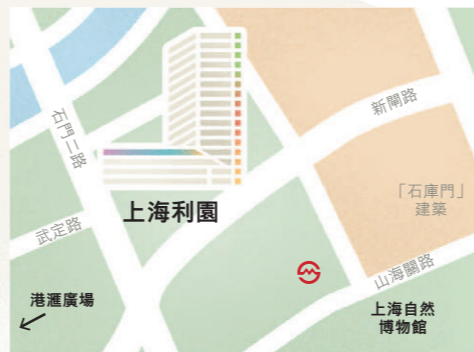 石門二路
新閘路
「石庫門」
建築
上海利園
武定路
山海關路
港滙廣場
上海自然
博物館